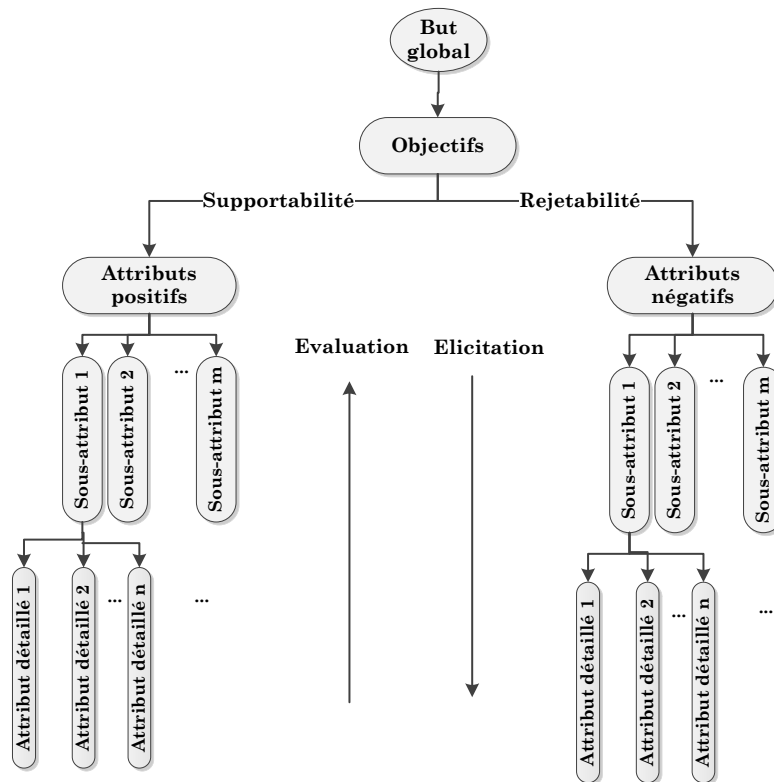 But
global
Objectifs
Supportabilité
Rejetabilité
Attributs
positifs
Attributs
négatifs
Evaluation
Elicitation
Sous-attribut 1
Sous-attribut 2
...
Sous-attribut m
Sous-attribut 1
Sous-attribut 2
...
Sous-attribut m
Attribut détaillé 1
Attribut détaillé 2
...
Attribut détaillé n
...
Attribut détaillé 1
Attribut détaillé 2
...
Attribut détaillé n
...